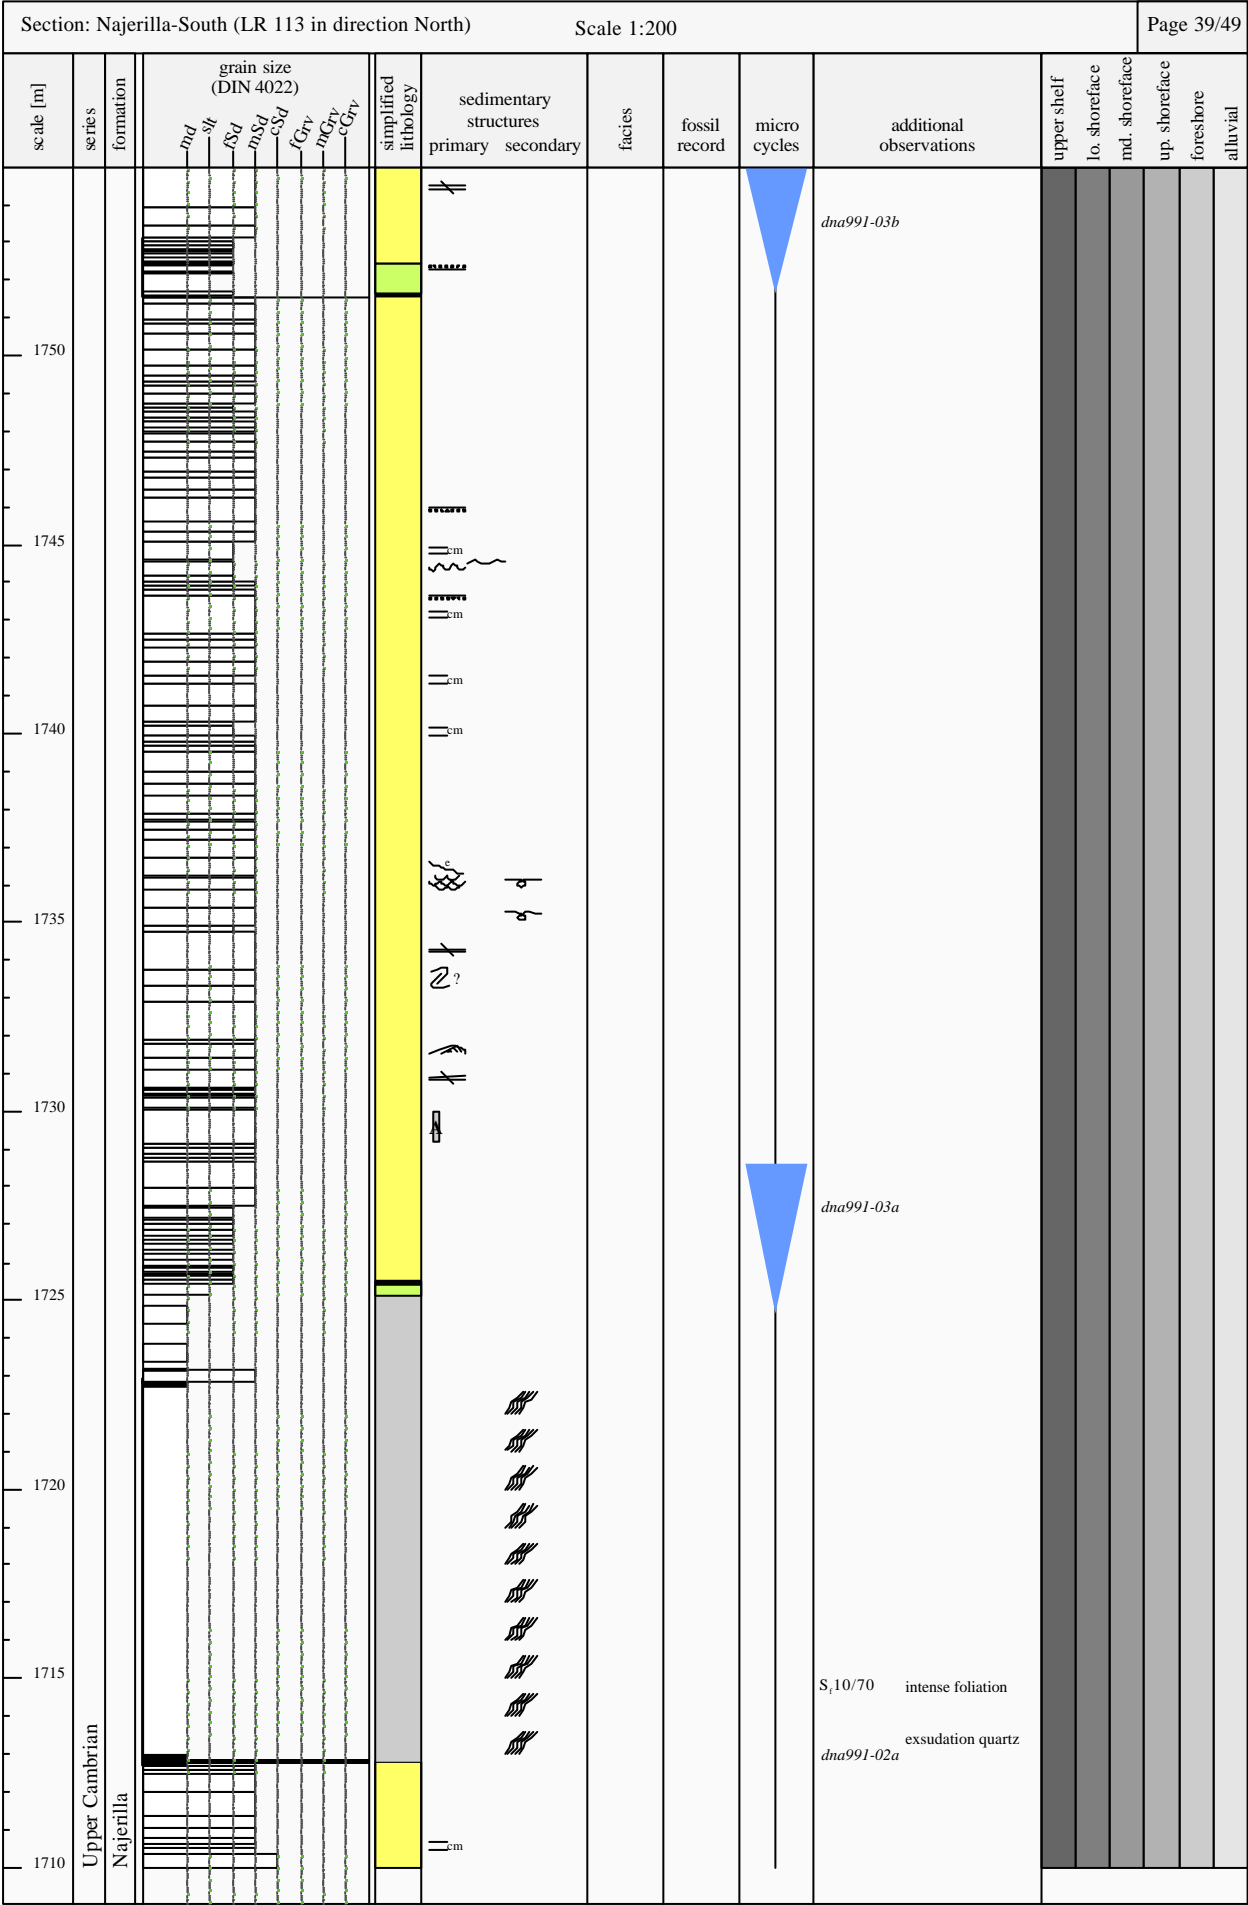 Section: Najerilla-South (LR 113 in direction North) Scale 1:200 Page 39/49
scale [m]
series
formation
grain size
(DIN 4022)
md
slt
fSd
mSd
cSd
fGrv
mGrv
cGrv
simplified
lithology
sedimentary
structures
primary secondary
facies
fossil
record
micro
cycles
additional
observations
upper shelf
lo. shoreface
md. shoreface
up. shoreface
foreshore
alluvial
dna991-03b
1750
1745
cm
cm
cm
1740
cm
e
1735
?
1730
A
dna991-03a
1725
1720
1715
Sf10/70 intense foliation
exsudation quartz
dna991-02a
Upper Cambrian
Najerilla
cm
1710